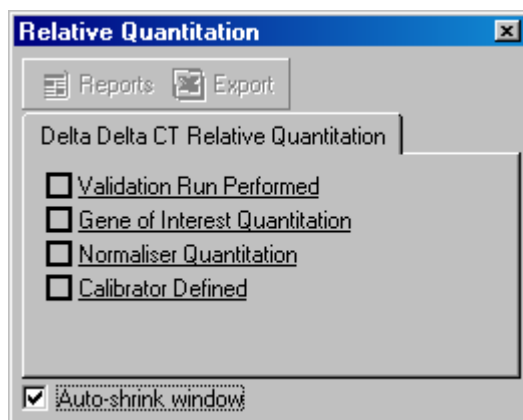 Relative Quantitation
Reports Export
Delta Delta CT Relative Quantitation
Validation Run Performed
Gene of Interest Quantitation
Normaliser Quantitation
Calibrator Defined
Auto-shrink window